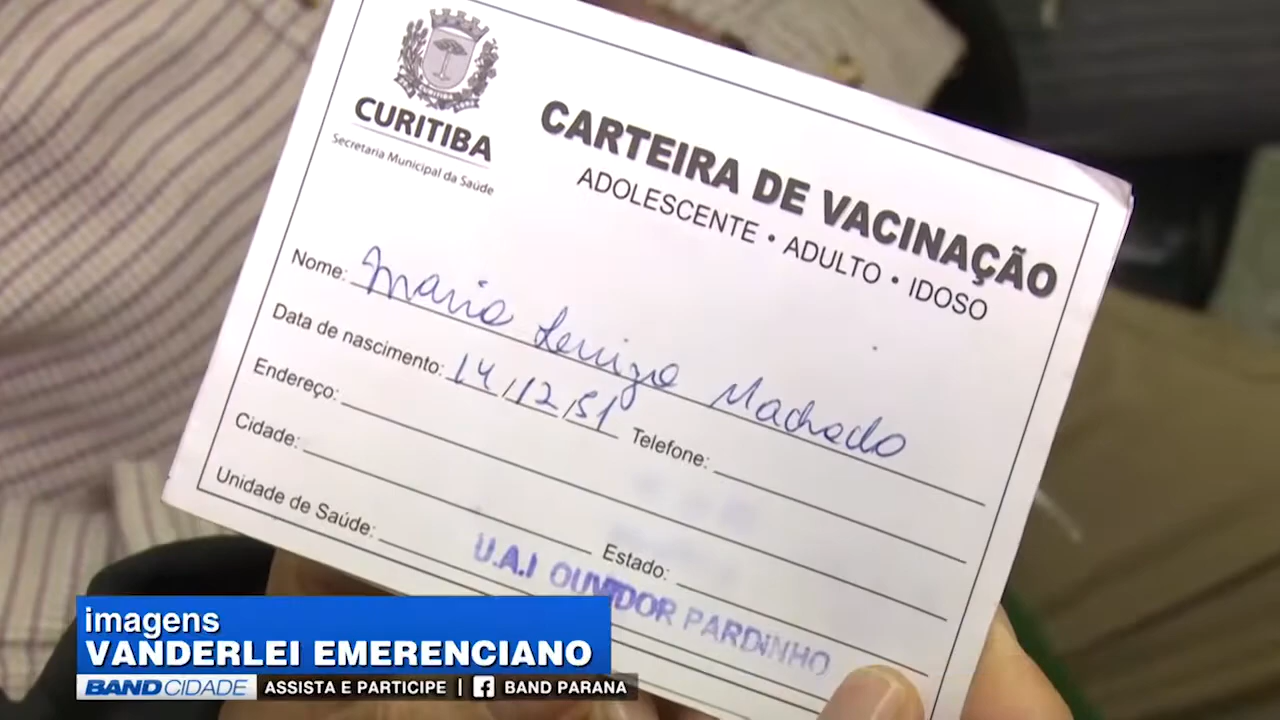 CURITIBA
Secretaria Municipal da Saúde
CARTEIRA DE VACINAÇÃO
ADOLESCENTE • ADULTO • IDOSO
Nome: Maria Machado
Data de nascimento: 14/12/51 Telefone:
Endereço:
Cidade: Estado:
Unidade de Saúde: U.A.I OUVIDOR PARDINHO
imagens
VANDERLEI EMERENCIANO
BAND CIDADE ASSISTA E PARTICIPE | BAND PARANA